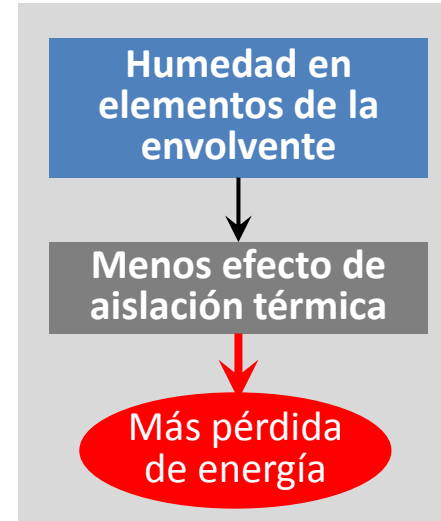 Humedad en
elementos de la
envolvente
Menos efecto de
aislación térmica
Más pérdida
de energía